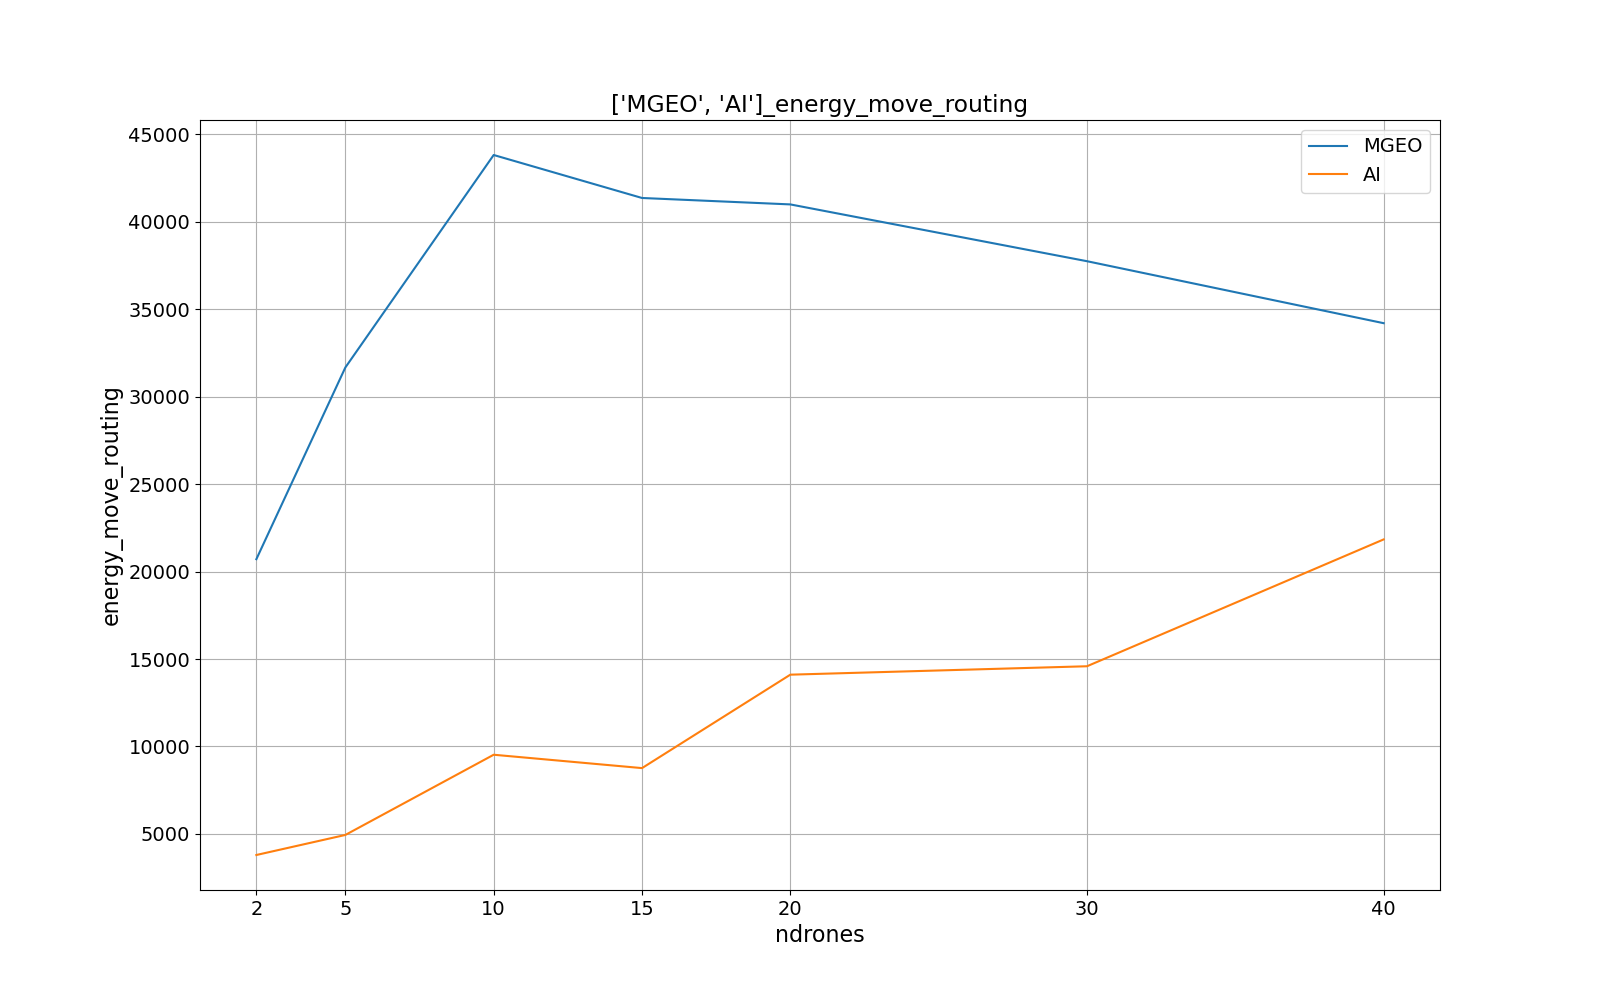 ['MGEO', 'AI']_energy_move_routing
MGEO
AI
energy_move_routing
45000
40000
35000
30000
25000
20000
15000
10000
5000
2 5 10 15 20 30 40
ndrones